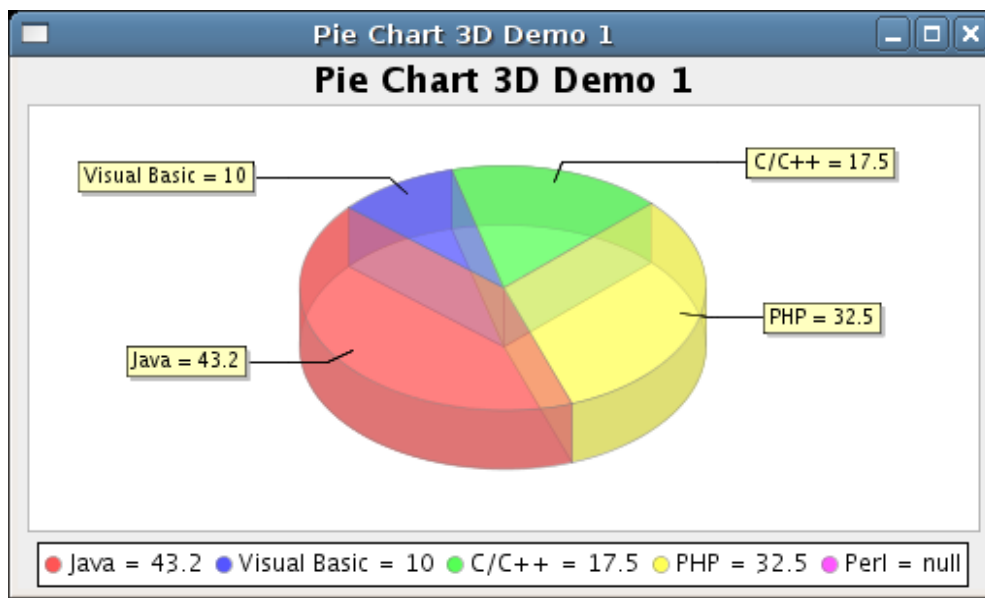 Pie Chart 3D Demo 1
Pie Chart 3D Demo 1
C/C++ = 17.5
Visual Basic = 10
PHP = 32.5
Java = 43.2
Java = 43.2 Visual Basic = 10 C/C++ = 17.5 PHP = 32.5 Perl = null